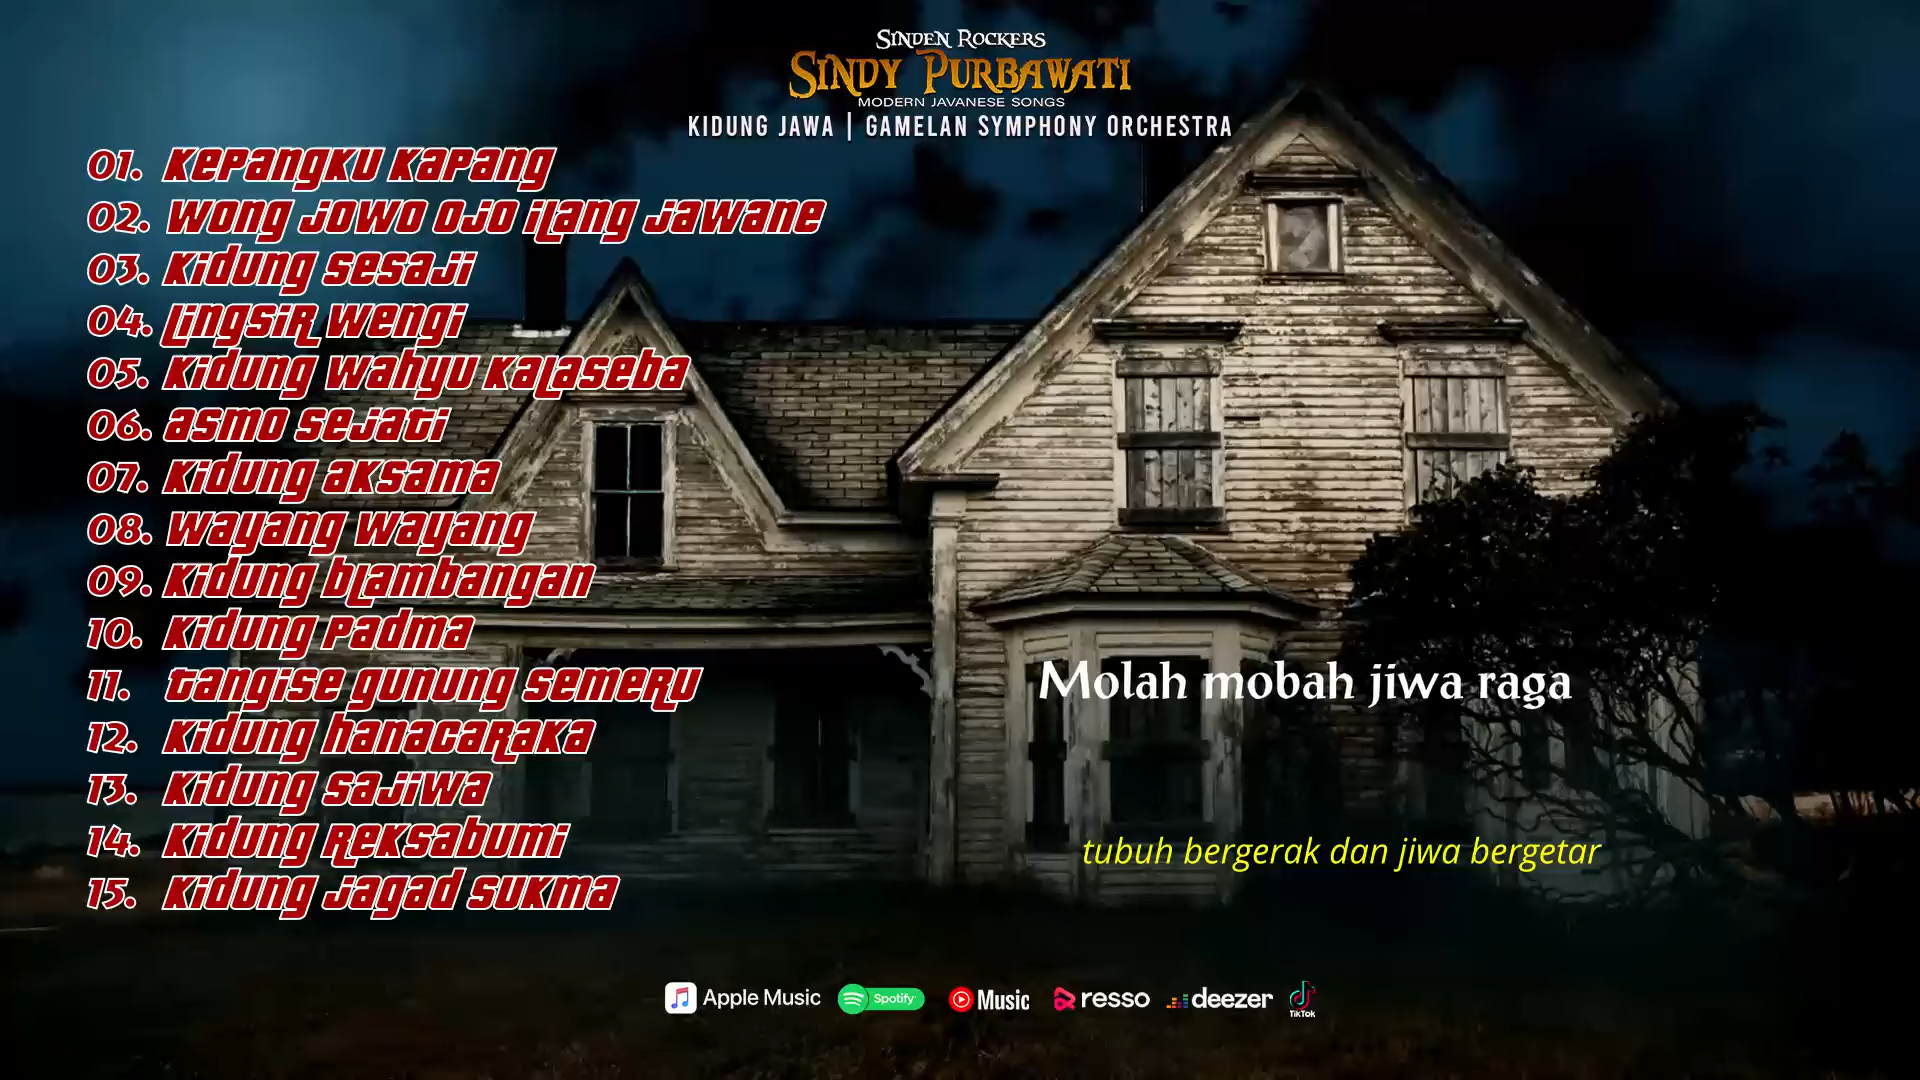 Sinden Rockers
Sindy Purbawati
MODERN JAVANESE SONGS
KIDUNG JAWA | GAMELAN SYMPHONY ORCHESTRA
01. Kepangku Kapang
02. Wong Jowo Ojo Ilang Jawane
03. Kidung Sesaji
04. Lingsir Wengi
05. Kidung Wahyu Kalaseba
06. Asmo Sejati
07. Kidung Aksama
08. Wayang Wayang
09. Kidung Blambangan
10. Kidung Padma
11. Tangise Gunung Semeru
12. Kidung Hanacaraka
13. Kidung Sajiwa
14. Kidung Reksabumi
15. Kidung Jagad Sukma
Molah mobah jiwa raga
tubuh bergerak dan jiwa bergetar
Apple Music Spotify Music resso deezer TikTok